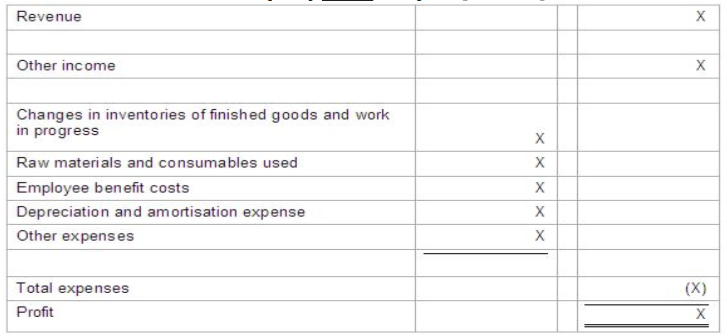 Revenue X
Other income X
Changes in inventories of finished goods and work
in progress X
Raw materials and consumables used X
Employee benefit costs X
Depreciation and amortisation expense X
Other expenses X
Total expenses (X)
Profit X